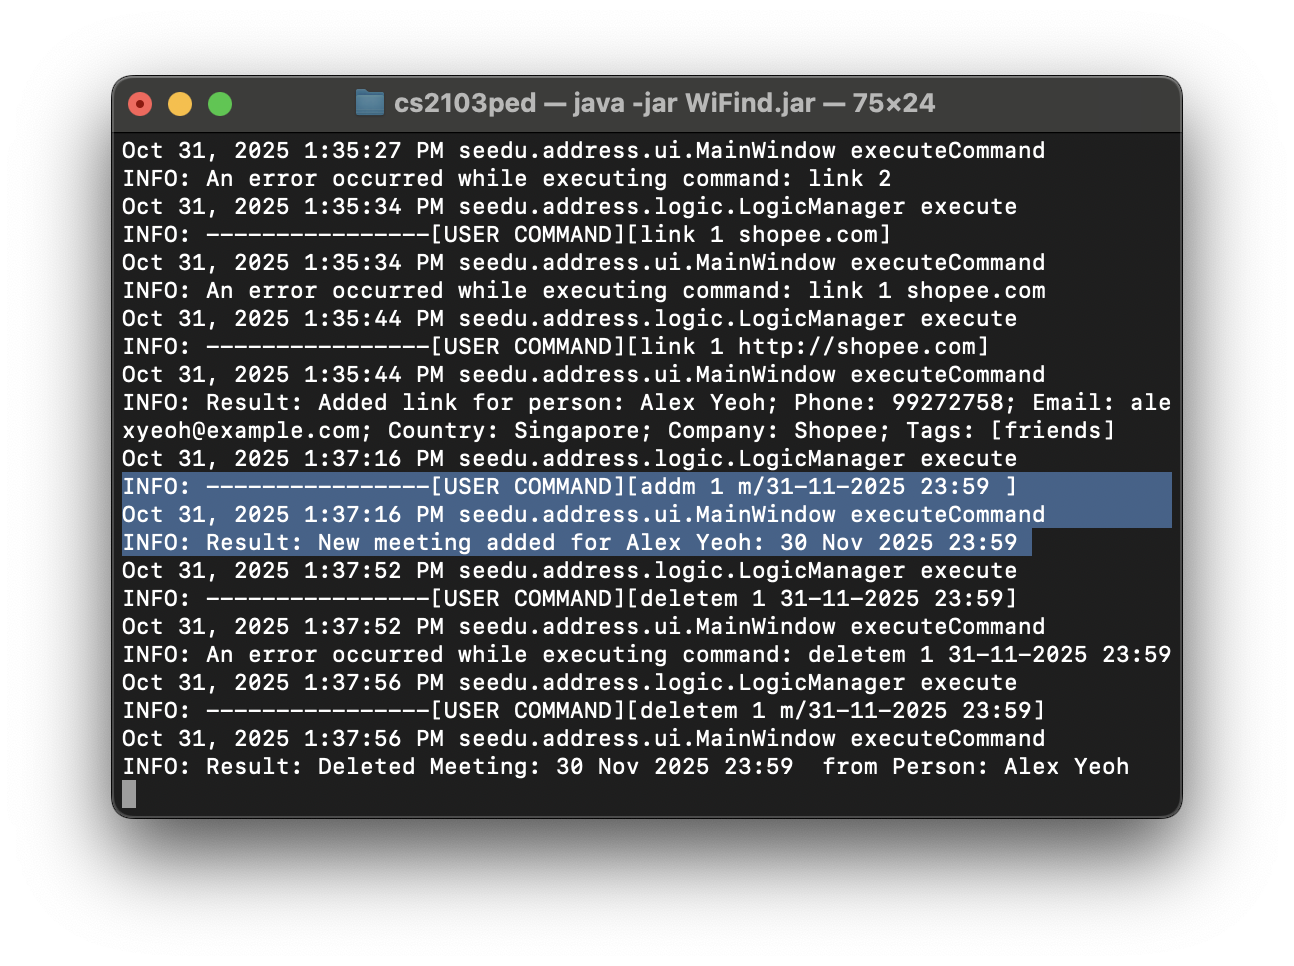 cs2103ped — java -jar WiFind.jar — 75×24
Oct 31, 2025 1:35:27 PM seedu.address.ui.MainWindow executeCommand
INFO: An error occurred while executing command: link 2
Oct 31, 2025 1:35:34 PM seedu.address.logic.LogicManager execute
INFO: ----------------[USER COMMAND][link 1 shopee.com]
Oct 31, 2025 1:35:34 PM seedu.address.ui.MainWindow executeCommand
INFO: An error occurred while executing command: link 1 shopee.com
Oct 31, 2025 1:35:44 PM seedu.address.logic.LogicManager execute
INFO: ----------------[USER COMMAND][link 1 http://shopee.com]
Oct 31, 2025 1:35:44 PM seedu.address.ui.MainWindow executeCommand
INFO: Result: Added link for person: Alex Yeoh; Phone: 99272758; Email: ale
xyeoh@example.com; Country: Singapore; Company: Shopee; Tags: [friends]
Oct 31, 2025 1:37:16 PM seedu.address.logic.LogicManager execute
INFO: ----------------[USER COMMAND][addm 1 m/31-11-2025 23:59 ]
Oct 31, 2025 1:37:16 PM seedu.address.ui.MainWindow executeCommand
INFO: Result: New meeting added for Alex Yeoh: 30 Nov 2025 23:59
Oct 31, 2025 1:37:52 PM seedu.address.logic.LogicManager execute
INFO: ----------------[USER COMMAND][deletem 1 31-11-2025 23:59]
Oct 31, 2025 1:37:52 PM seedu.address.ui.MainWindow executeCommand
INFO: An error occurred while executing command: deletem 1 31-11-2025 23:59
Oct 31, 2025 1:37:56 PM seedu.address.logic.LogicManager execute
INFO: ----------------[USER COMMAND][deletem 1 m/31-11-2025 23:59]
Oct 31, 2025 1:37:56 PM seedu.address.ui.MainWindow executeCommand
INFO: Result: Deleted Meeting: 30 Nov 2025 23:59  from Person: Alex Yeoh